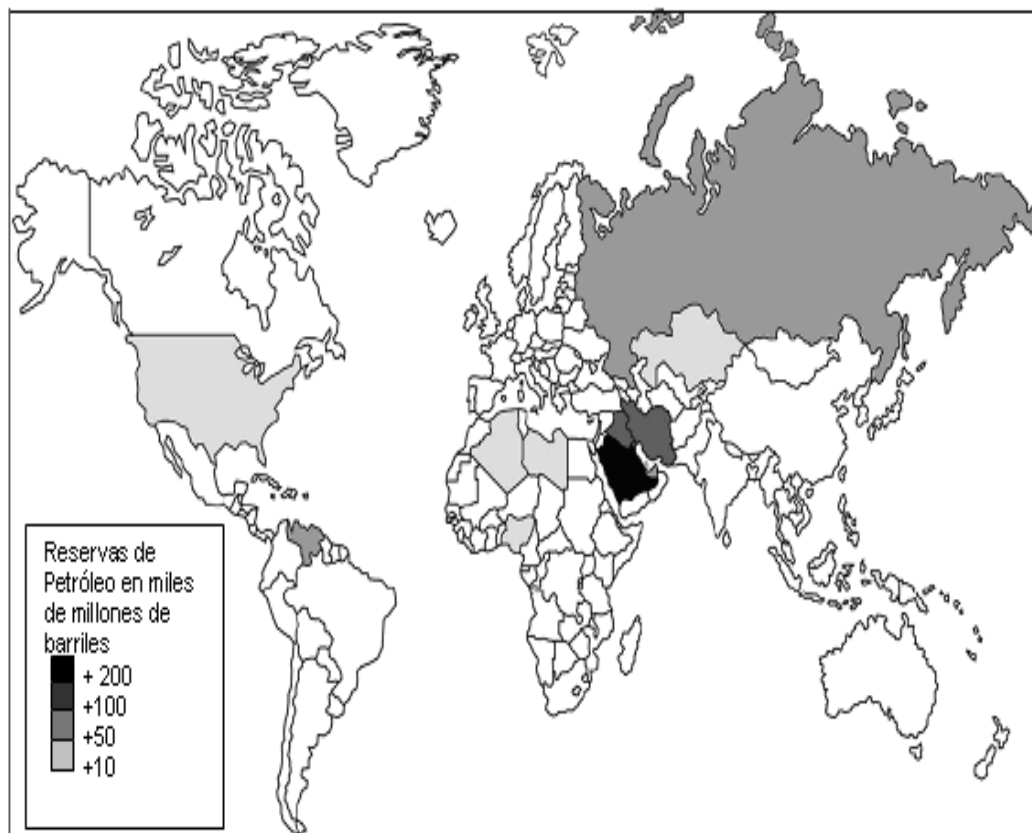 Reservas de
Petróleo en miles
de millones de
barriles
+ 200
+100
+50
+10